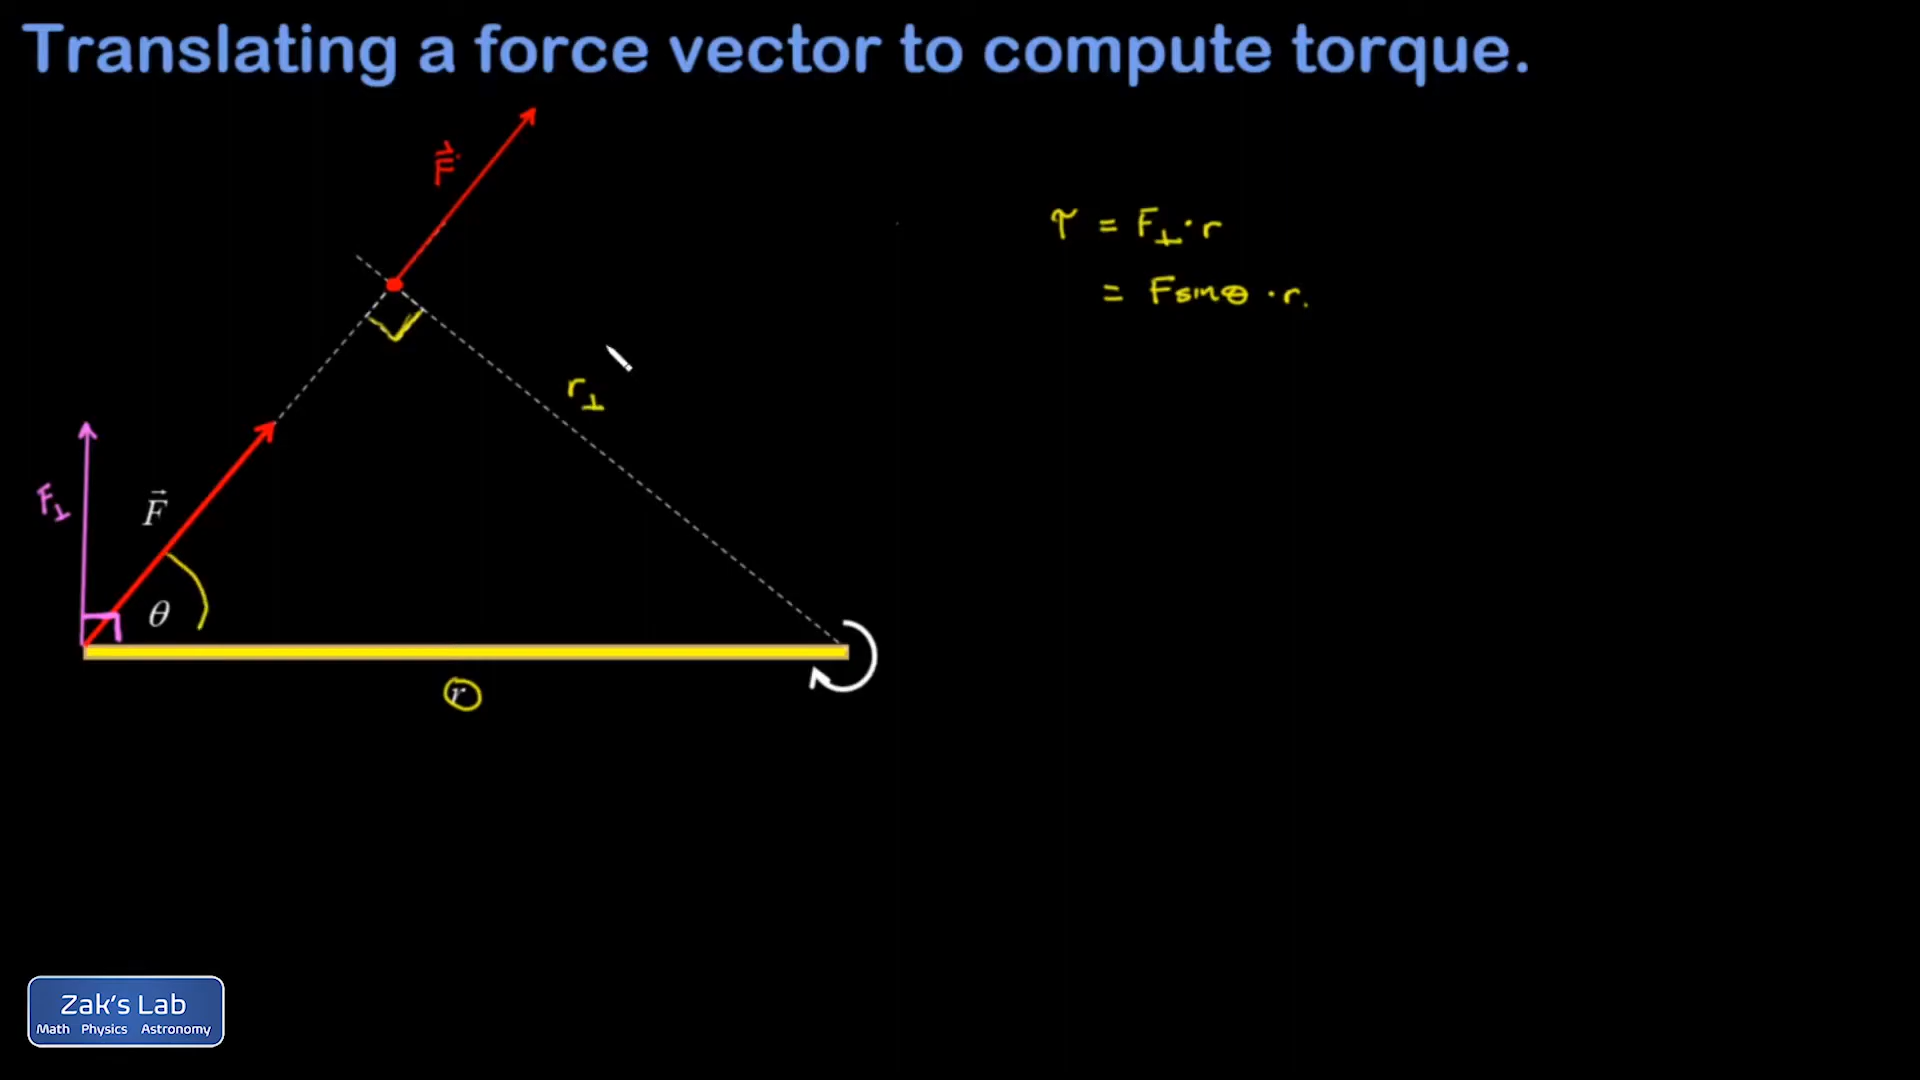 Translating a force vector to compute torque.
F⃗
τ = F⊥ · r
= F sin θ · r.
r⊥
F⊥
F⃗
θ
r
Zak's Lab
Math Physics Astronomy